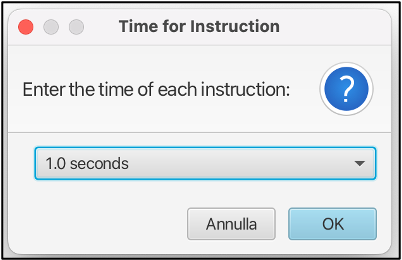 Time for Instruction
Enter the time of each instruction:
?
1.0 seconds
Annulla
OK